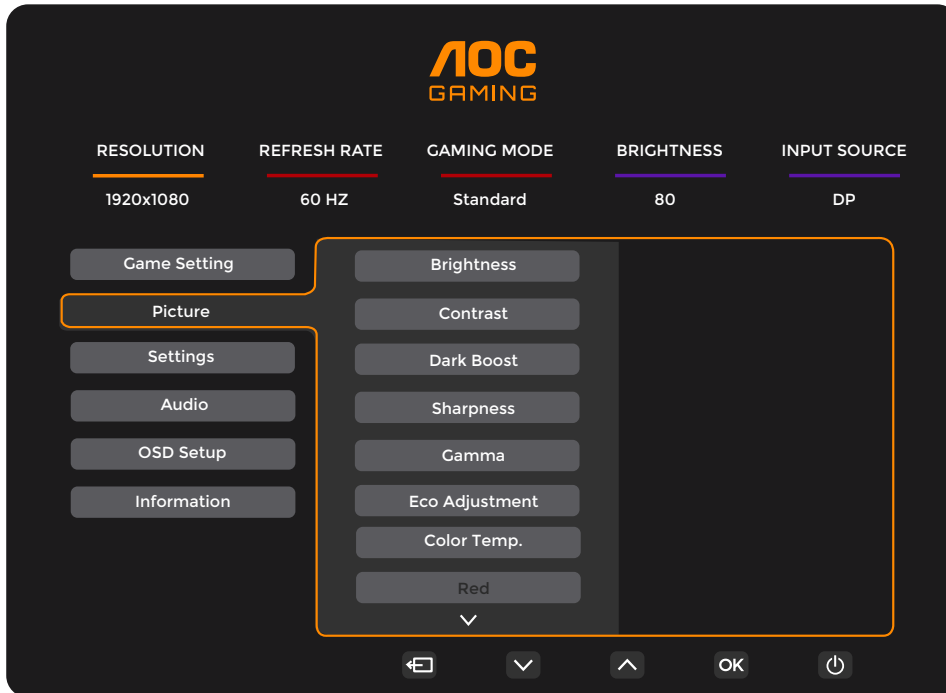 AOC
GAMING
RESOLUTION REFRESH RATE GAMING MODE BRIGHTNESS INPUT SOURCE
1920x1080 60 HZ Standard 80 DP
Game Setting
Picture
Settings
Audio
OSD Setup
Information
Brightness
Contrast
Dark Boost
Sharpness
Gamma
Eco Adjustment
Color Temp.
Red
OK